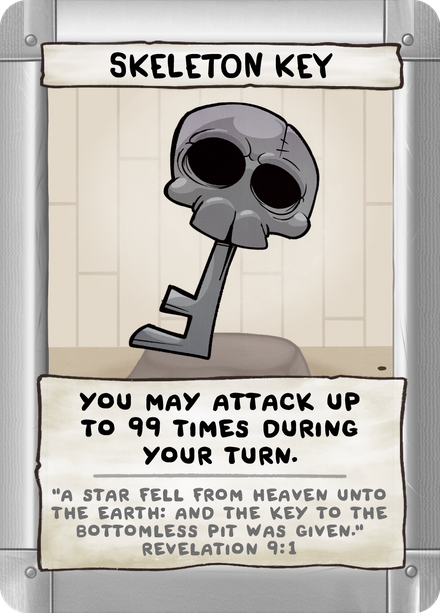 SKELETON KEY
YOU MAY ATTACK UP
TO 99 TIMES DURING
YOUR TURN.
"A STAR FELL FROM HEAVEN UNTO
THE EARTH: AND THE KEY TO THE
BOTTOMLESS PIT WAS GIVEN."
REVELATION 9:1